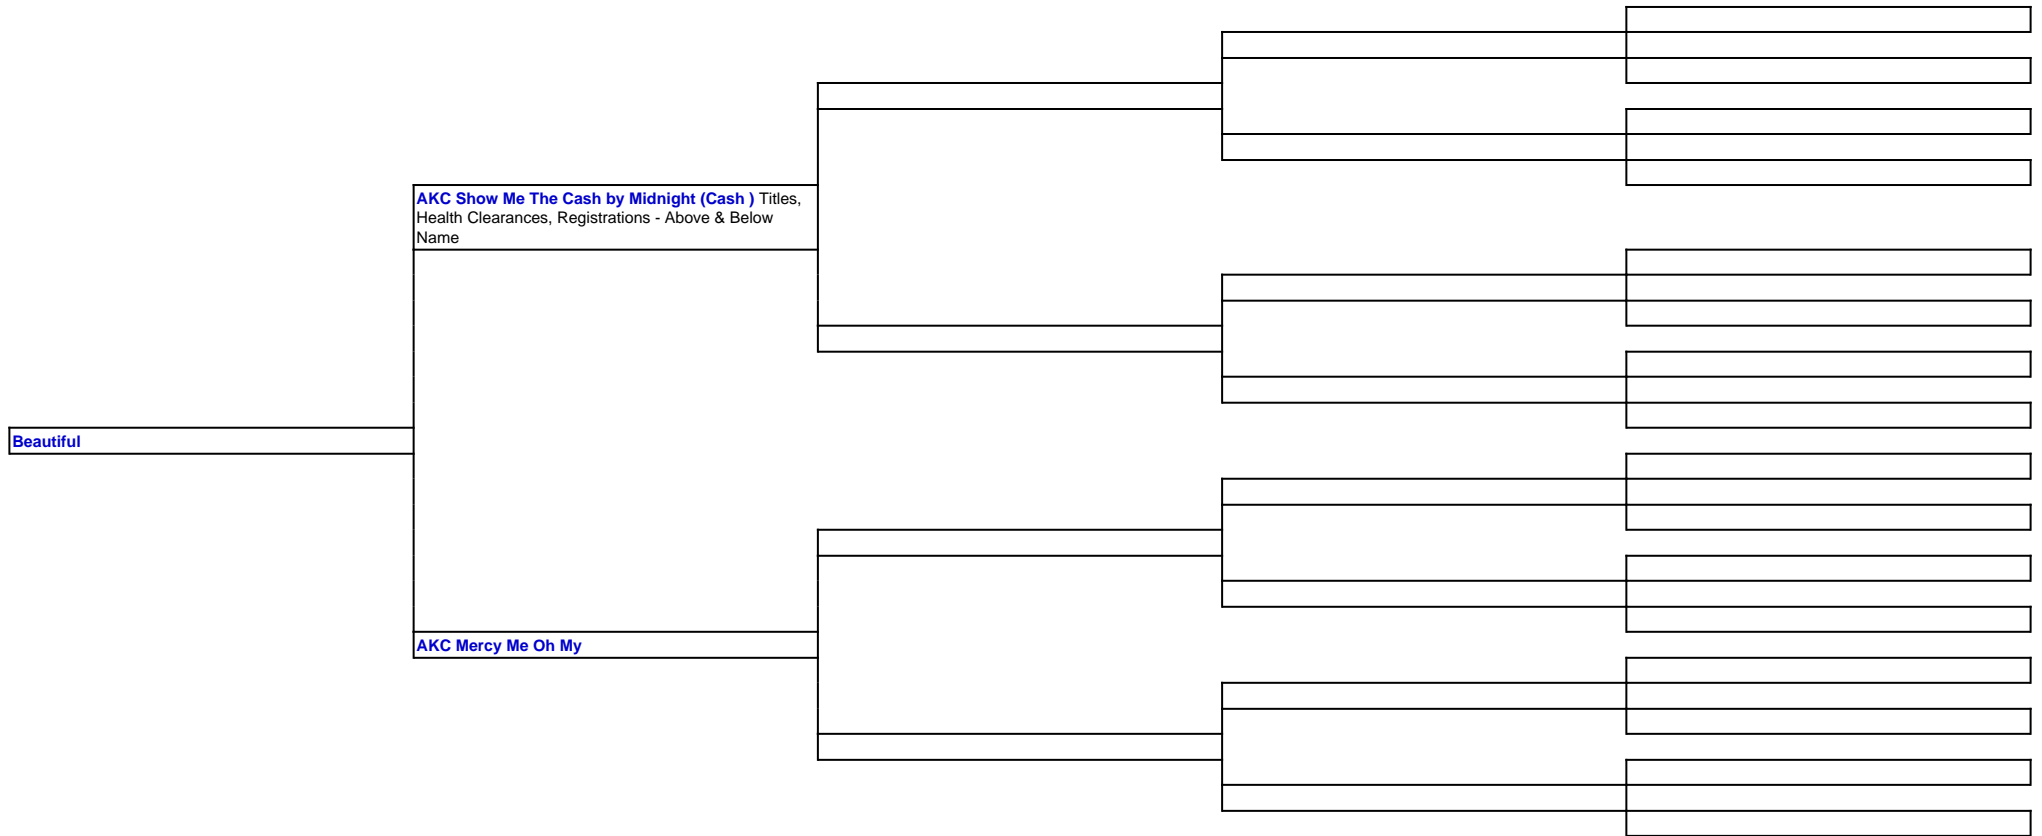 AKC Show Me The Cash by Midnight (Cash ) Titles,
Health Clearances, Registrations - Above & Below
Name
Beautiful
AKC Mercy Me Oh My